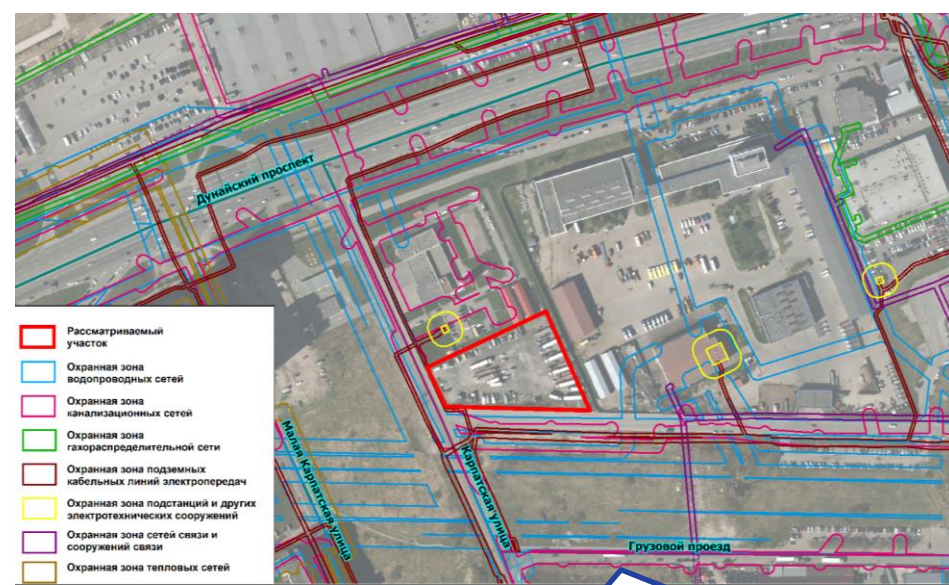 Дунайский проспект
Рассматриваемый
участок
Охранная зона
водопроводных сетей
Охранная зона
канализационных сетей
Охранная зона
гахораспределительной сети
Охранная зона подземных
кабельных линий электропередач
Охранная зона подстанций и других
электротехнических сооружений
Охранная зона сетей связи и
сооружений связи
Охранная зона тепловых сетей
Малая Карпатская улица
Карпатская улица
Грузовой проезд